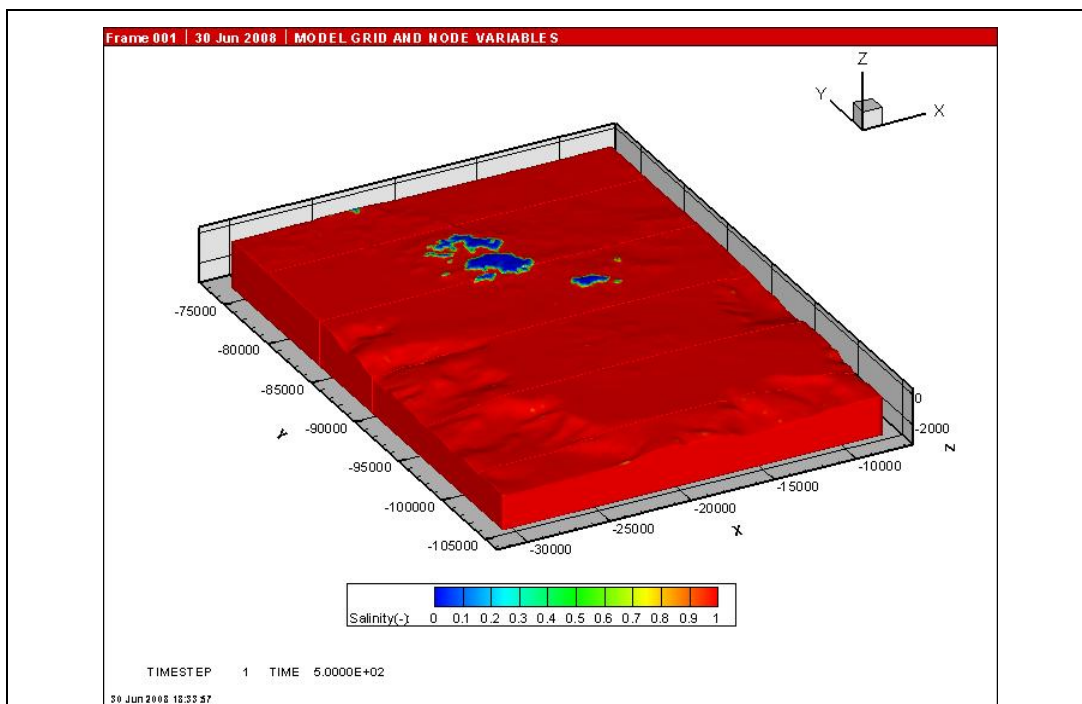 Frame 001 | 30 Jun 2008 | MODEL GRID AND NODE VARIABLES
Z
Y
X
-75000
-80000
-85000
-90000
-95000
-100000
-105000
Y
0
-2000
Z
-10000
-15000
-20000
-25000
-30000
X
Salinity(-): 0 0.1 0.2 0.3 0.4 0.5 0.6 0.7 0.8 0.9 1
TIMESTEP 1 TIME 5.0000E+02
30 Jun 2008 18:33:57